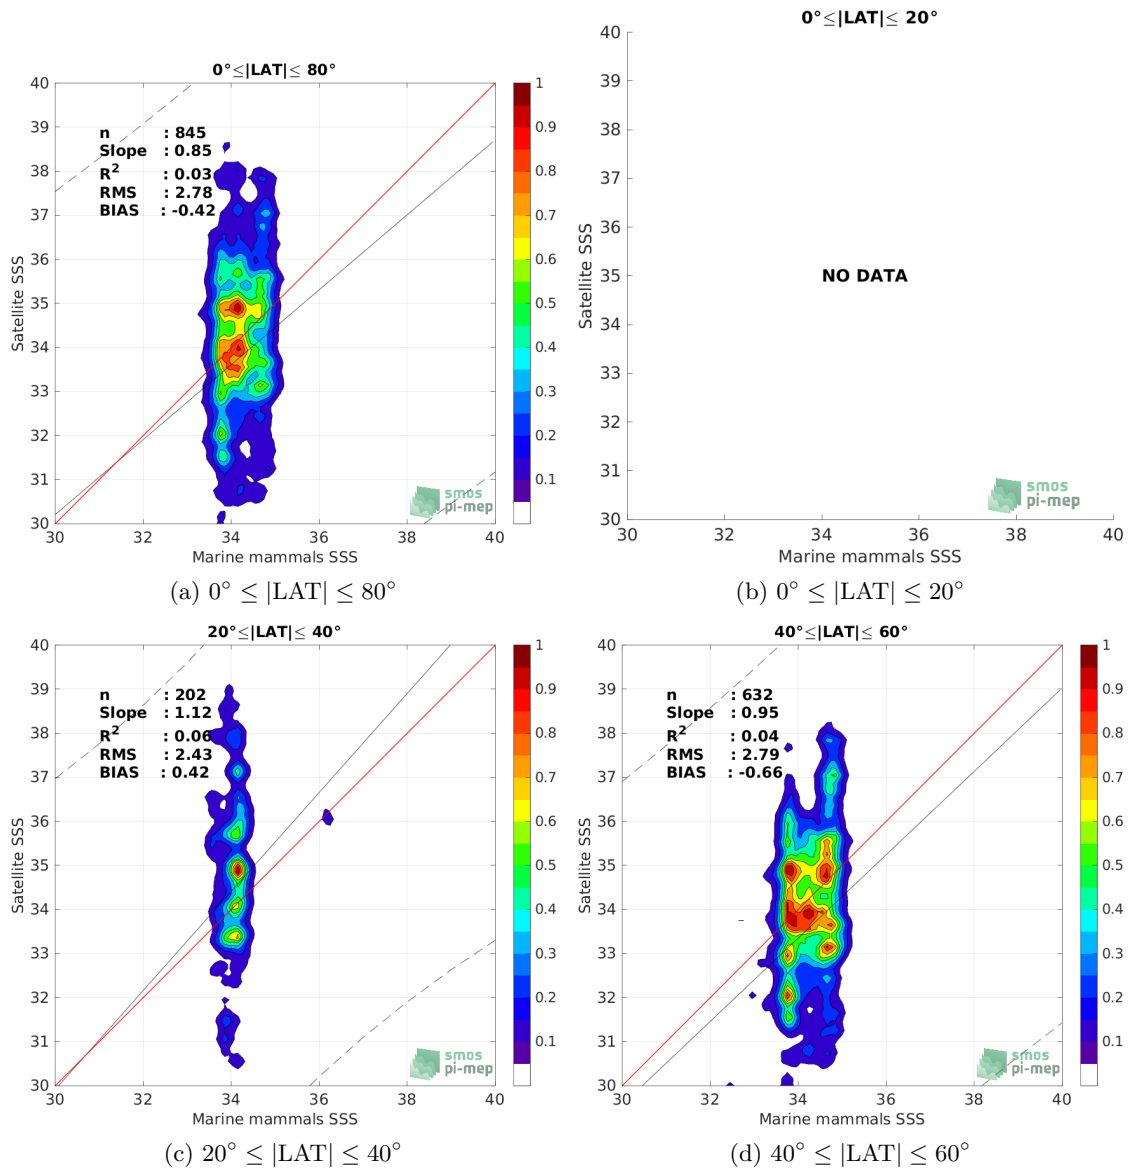 0°≤|LAT|≤ 80°
40
39
38
37
36
35
34
33
32
31
30
Satellite SSS
n : 845
Slope : 0.85
R2 : 0.03
RMS : 2.78
BIAS : -0.42
1
0.9
0.8
0.7
0.6
0.5
0.4
0.3
0.2
0.1
smos
pi-mep
30 32 34 36 38 40
Marine mammals SSS
(a) 0° ≤ |LAT| ≤ 80°
0°≤|LAT|≤ 20°
40
39
38
37
36
35
34
33
32
31
30
Satellite SSS
NO DATA
smos
pi-mep
30 32 34 36 38 40
Marine mammals SSS
(b) 0° ≤ |LAT| ≤ 20°
20°≤|LAT|≤ 40°
40
39
38
37
36
35
34
33
32
31
30
Satellite SSS
n : 202
Slope : 1.12
R2 : 0.06
RMS : 2.43
BIAS : 0.42
1
0.9
0.8
0.7
0.6
0.5
0.4
0.3
0.2
0.1
smos
pi-mep
30 32 34 36 38 40
Marine mammals SSS
(c) 20° ≤ |LAT| ≤ 40°
40°≤|LAT|≤ 60°
40
39
38
37
36
35
34
33
32
31
30
Satellite SSS
n : 632
Slope : 0.95
R2 : 0.04
RMS : 2.79
BIAS : -0.66
1
0.9
0.8
0.7
0.6
0.5
0.4
0.3
0.2
0.1
smos
pi-mep
30 32 34 36 38 40
Marine mammals SSS
(d) 40° ≤ |LAT| ≤ 60°